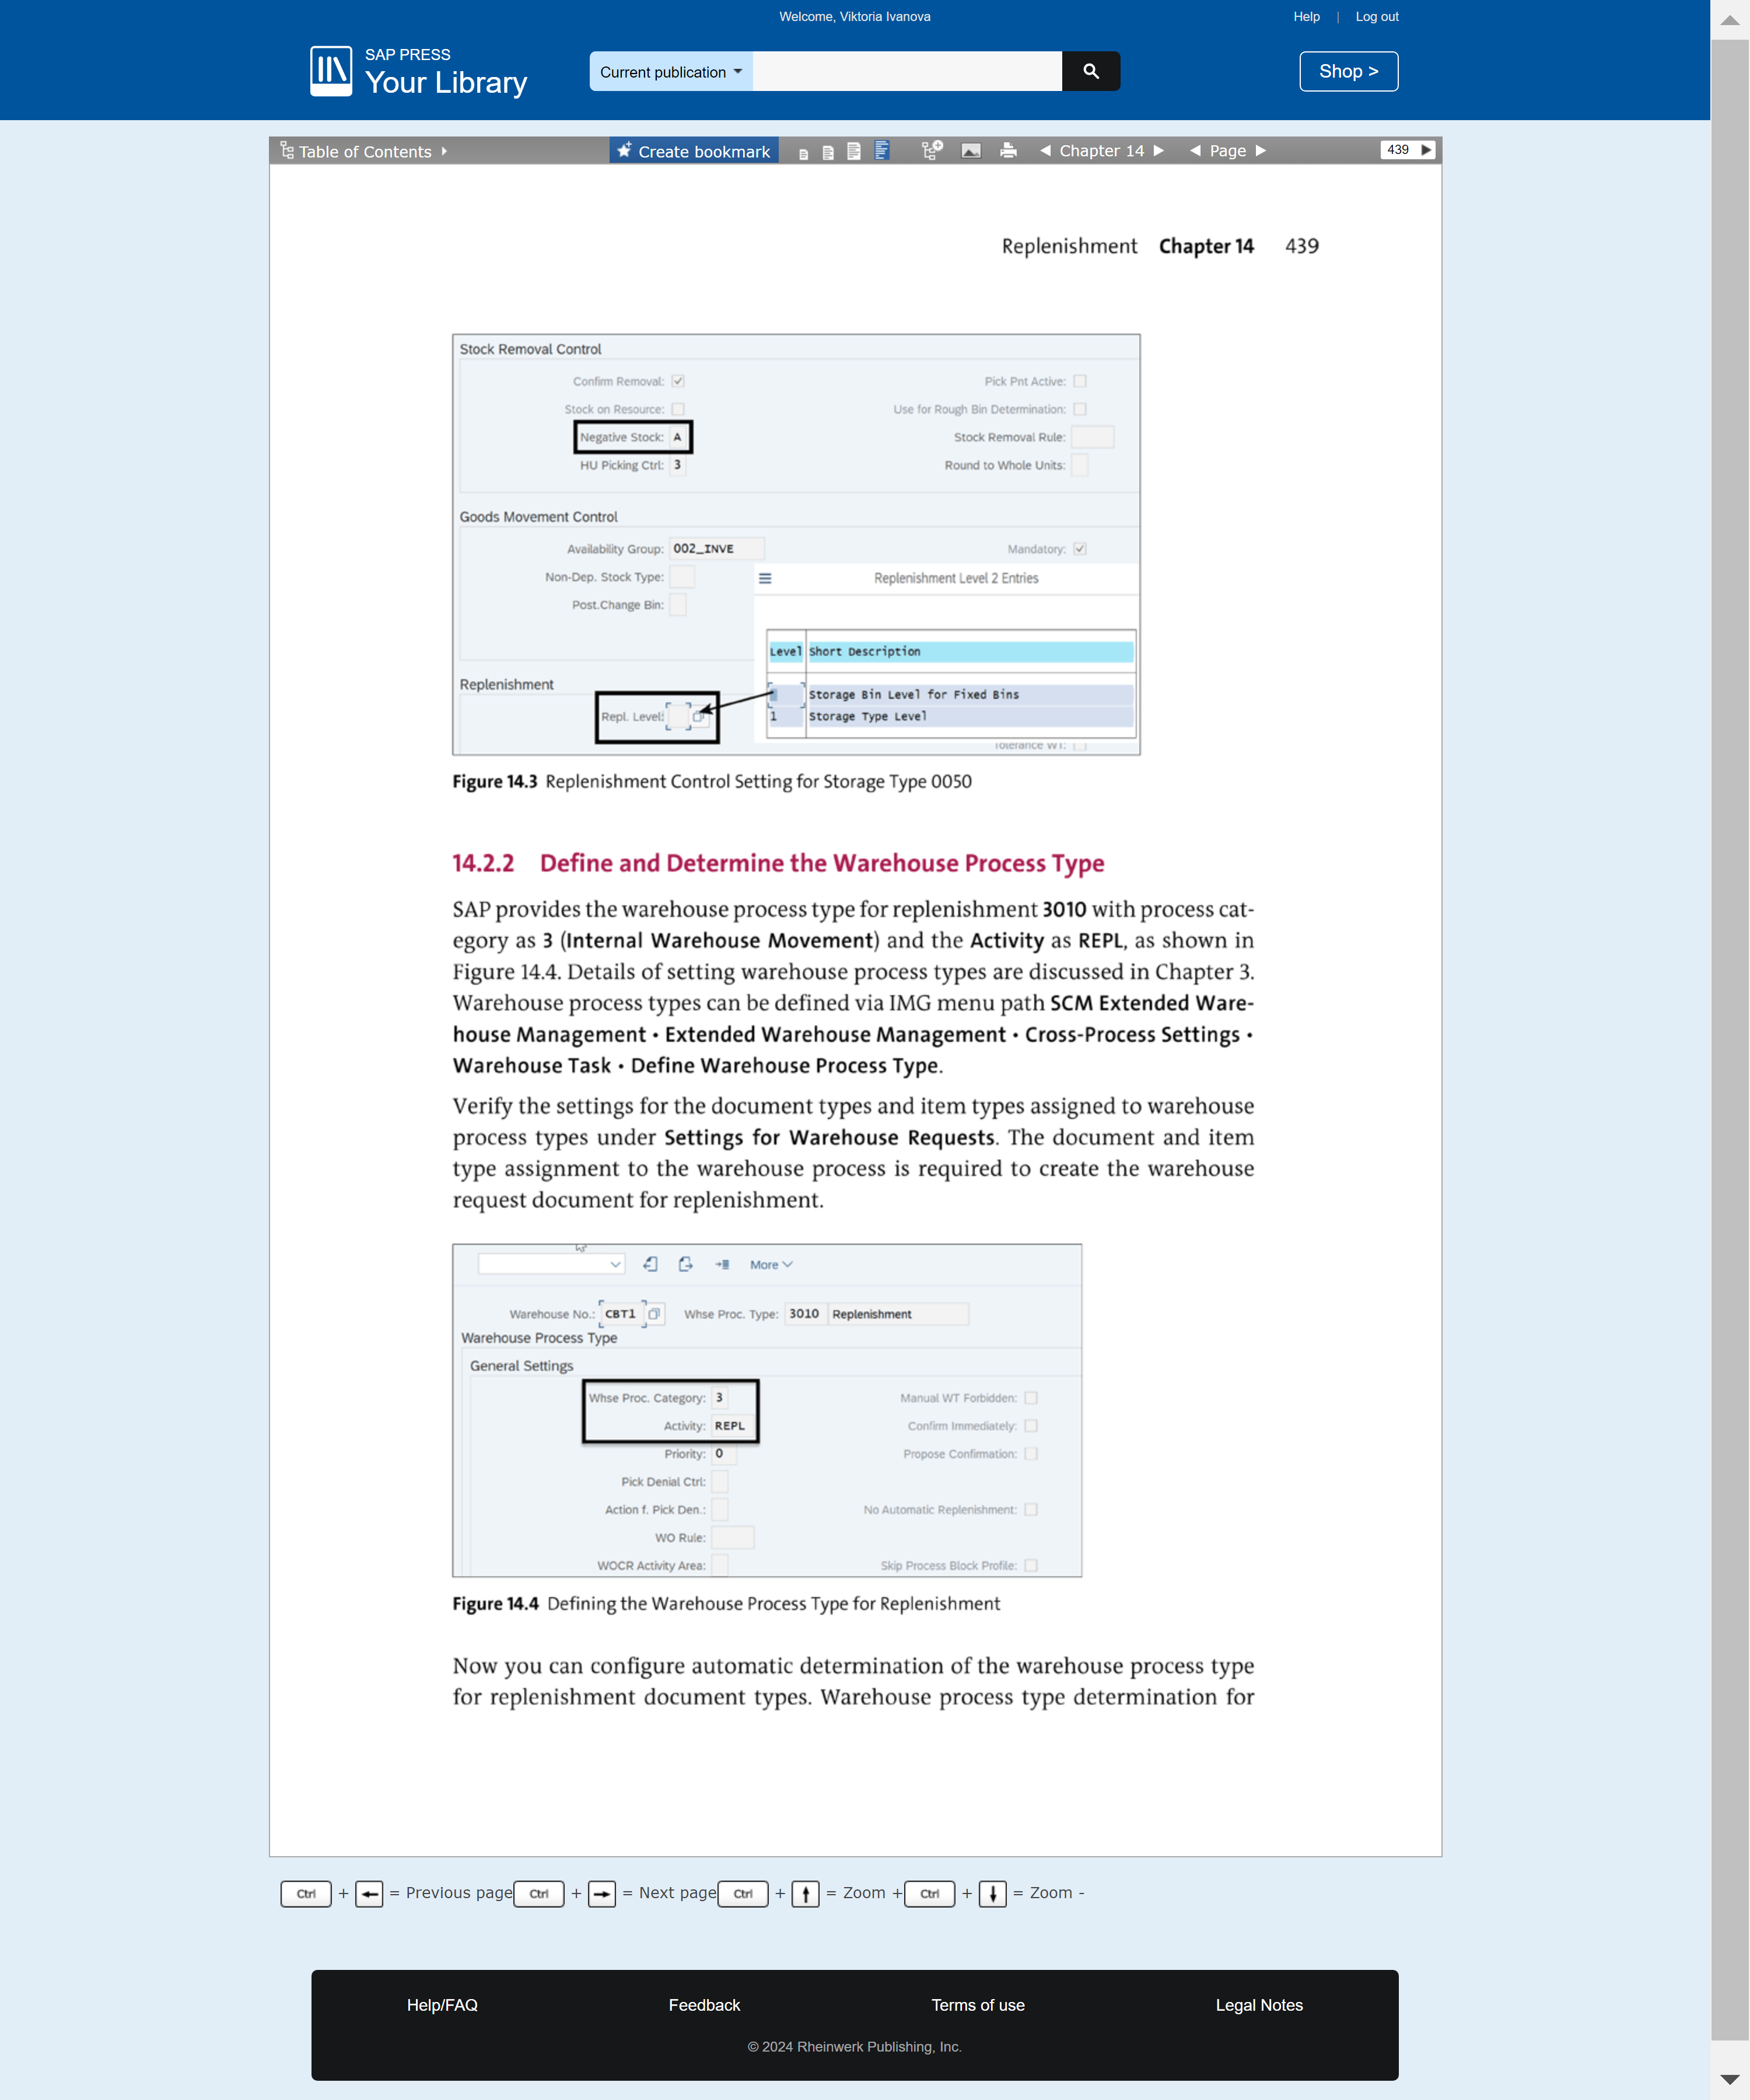 Welcome, Viktoria Ivanova
Help | Log out
SAP PRESS
Your Library
Current publication
Shop >
Table of Contents
Create bookmark
Chapter 14
Page
439
Replenishment Chapter 14 439
Stock Removal Control
Confirm Removal:
Pick Pnt Active:
Stock on Resource:
Use for Rough Bin Determination:
Negative Stock: A
Stock Removal Rule:
HU Picking Ctrl: 3
Round to Whole Units:
Goods Movement Control
Availability Group: 002_INVE
Mandatory:
Non-Dep. Stock Type:
Replenishment Level 2 Entries
Post.Change Bin:
Level Short Description
Replenishment
Storage Bin Level for Fixed Bins
Repl. Level:
1 Storage Type Level
Tolerance WT:
Figure 14.3 Replenishment Control Setting for Storage Type 0050
14.2.2 Define and Determine the Warehouse Process Type
SAP provides the warehouse process type for replenishment 3010 with process cat-
egory as 3 (Internal Warehouse Movement) and the Activity as REPL, as shown in
Figure 14.4. Details of setting warehouse process types are discussed in Chapter 3.
Warehouse process types can be defined via IMG menu path SCM Extended Ware-
house Management • Extended Warehouse Management • Cross-Process Settings •
Warehouse Task • Define Warehouse Process Type.
Verify the settings for the document types and item types assigned to warehouse
process types under Settings for Warehouse Requests. The document and item
type assignment to the warehouse process is required to create the warehouse
request document for replenishment.
More
Warehouse No.: CBT1 Whse Proc. Type: 3010 Replenishment
Warehouse Process Type
General Settings
Whse Proc. Category: 3
Manual WT Forbidden:
Activity: REPL
Confirm Immediately:
Priority: 0
Propose Confirmation:
Pick Denial Ctrl:
Action f. Pick Den.:
No Automatic Replenishment:
WO Rule:
WOCR Activity Area:
Skip Process Block Profile:
Figure 14.4 Defining the Warehouse Process Type for Replenishment
Now you can configure automatic determination of the warehouse process type
for replenishment document types. Warehouse process type determination for
Ctrl + = Previous page Ctrl + = Next page Ctrl + = Zoom + Ctrl + = Zoom -
Help/FAQ
Feedback
Terms of use
Legal Notes
© 2024 Rheinwerk Publishing, Inc.